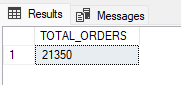 Results Messages
TOTAL_ORDERS
1 21350